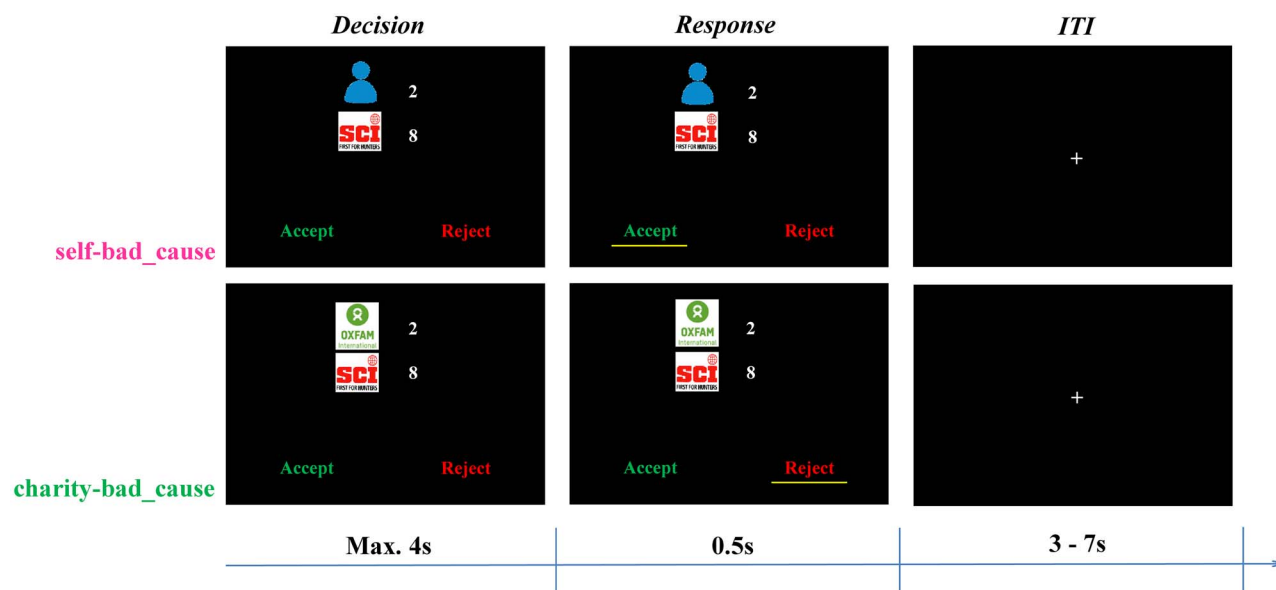 Decision
Response
ITI
self-bad_cause
2
SCI
FIRST FOR HUNTERS
8
Accept Reject
2
SCI
FIRST FOR HUNTERS
8
Accept Reject
+
charity-bad_cause
OXFAM
International
2
SCI
FIRST FOR HUNTERS
8
Accept Reject
OXFAM
International
2
SCI
FIRST FOR HUNTERS
8
Accept Reject
+
Max. 4s
0.5s
3 - 7s